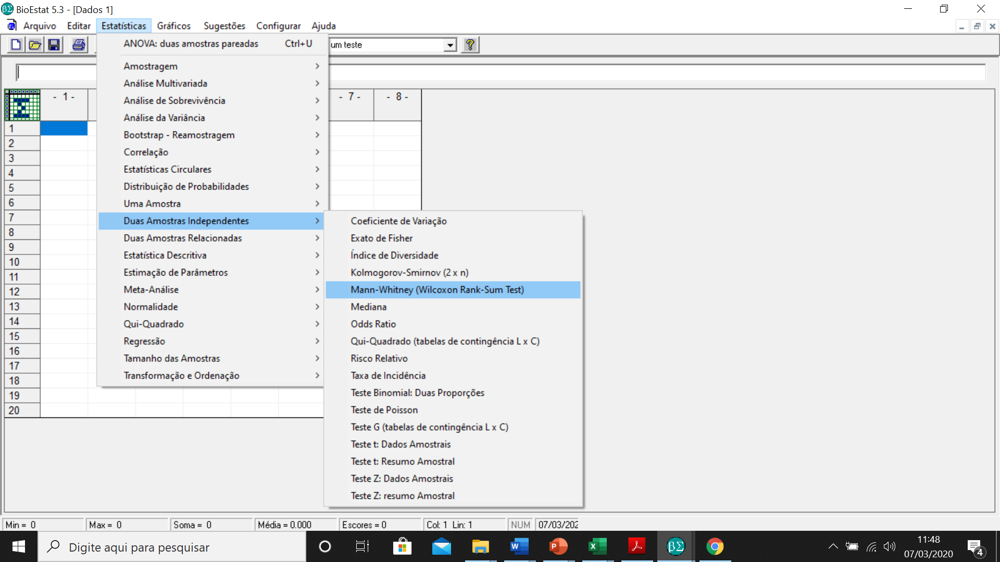 BioEstat 5.3 - [Dados 1]
Arquivo Editar Estatísticas Gráficos Sugestões Configurar Ajuda
ANOVA: duas amostras pareadas Ctrl+U
um teste
Amostragem
Análise Multivariada
Análise de Sobrevivência
Análise da Variância
Bootstrap - Reamostragem
Correlação
Estatísticas Circulares
Distribuição de Probabilidades
Uma Amostra
Duas Amostras Independentes
Duas Amostras Relacionadas
Estatística Descritiva
Estimação de Parâmetros
Meta-Análise
Normalidade
Qui-Quadrado
Regressão
Tamanho das Amostras
Transformação e Ordenação
Coeficiente de Variação
Exato de Fisher
Índice de Diversidade
Kolmogorov-Smirnov (2 x n)
Mann-Whitney (Wilcoxon Rank-Sum Test)
Mediana
Odds Ratio
Qui-Quadrado (tabelas de contingência L x C)
Risco Relativo
Taxa de Incidência
Teste Binomial: Duas Proporções
Teste de Poisson
Teste G (tabelas de contingência L x C)
Teste t: Dados Amostrais
Teste t: Resumo Amostral
Teste Z: Dados Amostrais
Teste Z: resumo Amostral
- 1 - - 7 - - 8 -
1
2
3
4
5
6
7
8
9
10
11
12
13
14
15
16
17
18
19
20
Min = 0 Max = 0 Soma = 0 Média = 0.000 Escores = 0 Col: 1 Lin: 1 NUM 07/03/202
Digite aqui para pesquisar
11:48
07/03/2020
4